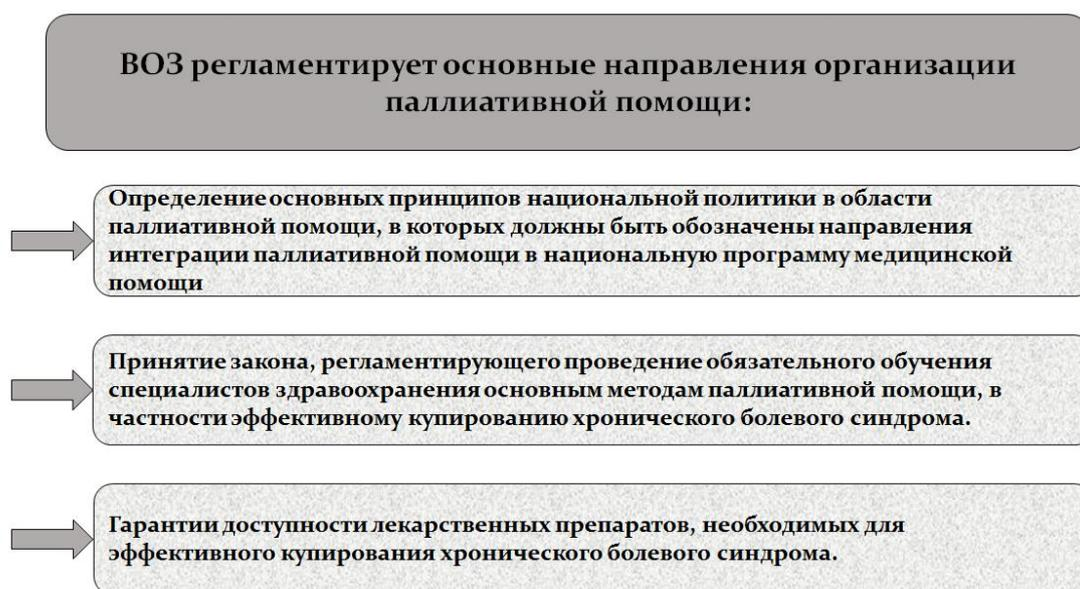 ВОЗ регламентирует основные направления организации
паллиативной помощи:
Определение основных принципов национальной политики в области
паллиативной помощи, в которых должны быть обозначены направления
интеграции паллиативной помощи в национальную программу медицинской
помощи
Принятие закона, регламентирующего проведение обязательного обучения
специалистов здравоохранения основным методам паллиативной помощи, в
частности эффективному купированию хронического болевого синдрома.
Гарантии доступности лекарственных препаратов, необходимых для
эффективного купирования хронического болевого синдрома.